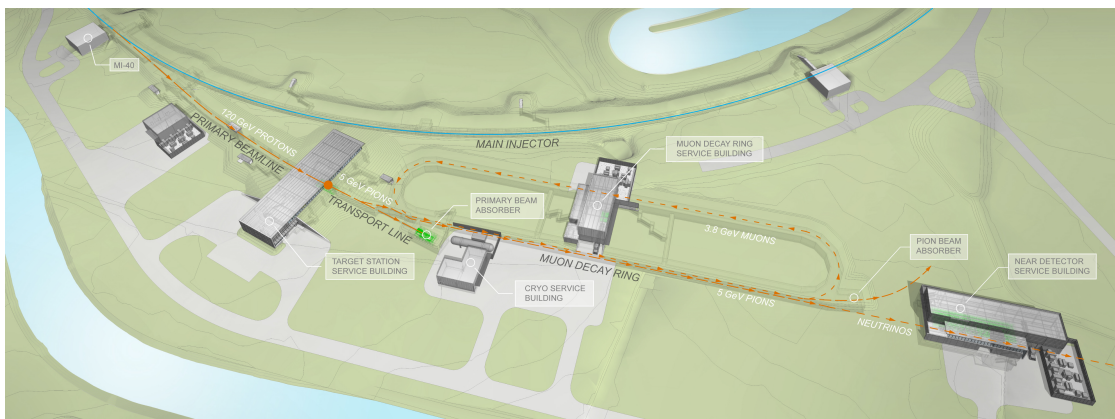 MI-40
120 GeV PROTONS
PRIMARY BEAMLINE
MAIN INJECTOR
MUON DECAY RING
SERVICE BUILDING
5 GeV PIONS
TRANSPORT LINE
PRIMARY BEAM
ABSORBER
3.8 GeV MUONS
PION BEAM
ABSORBER
TARGET STATION
SERVICE BUILDING
MUON DECAY RING
NEAR DETECTOR
SERVICE BUILDING
CRYO SERVICE
BUILDING
5 GeV PIONS
NEUTRINOS